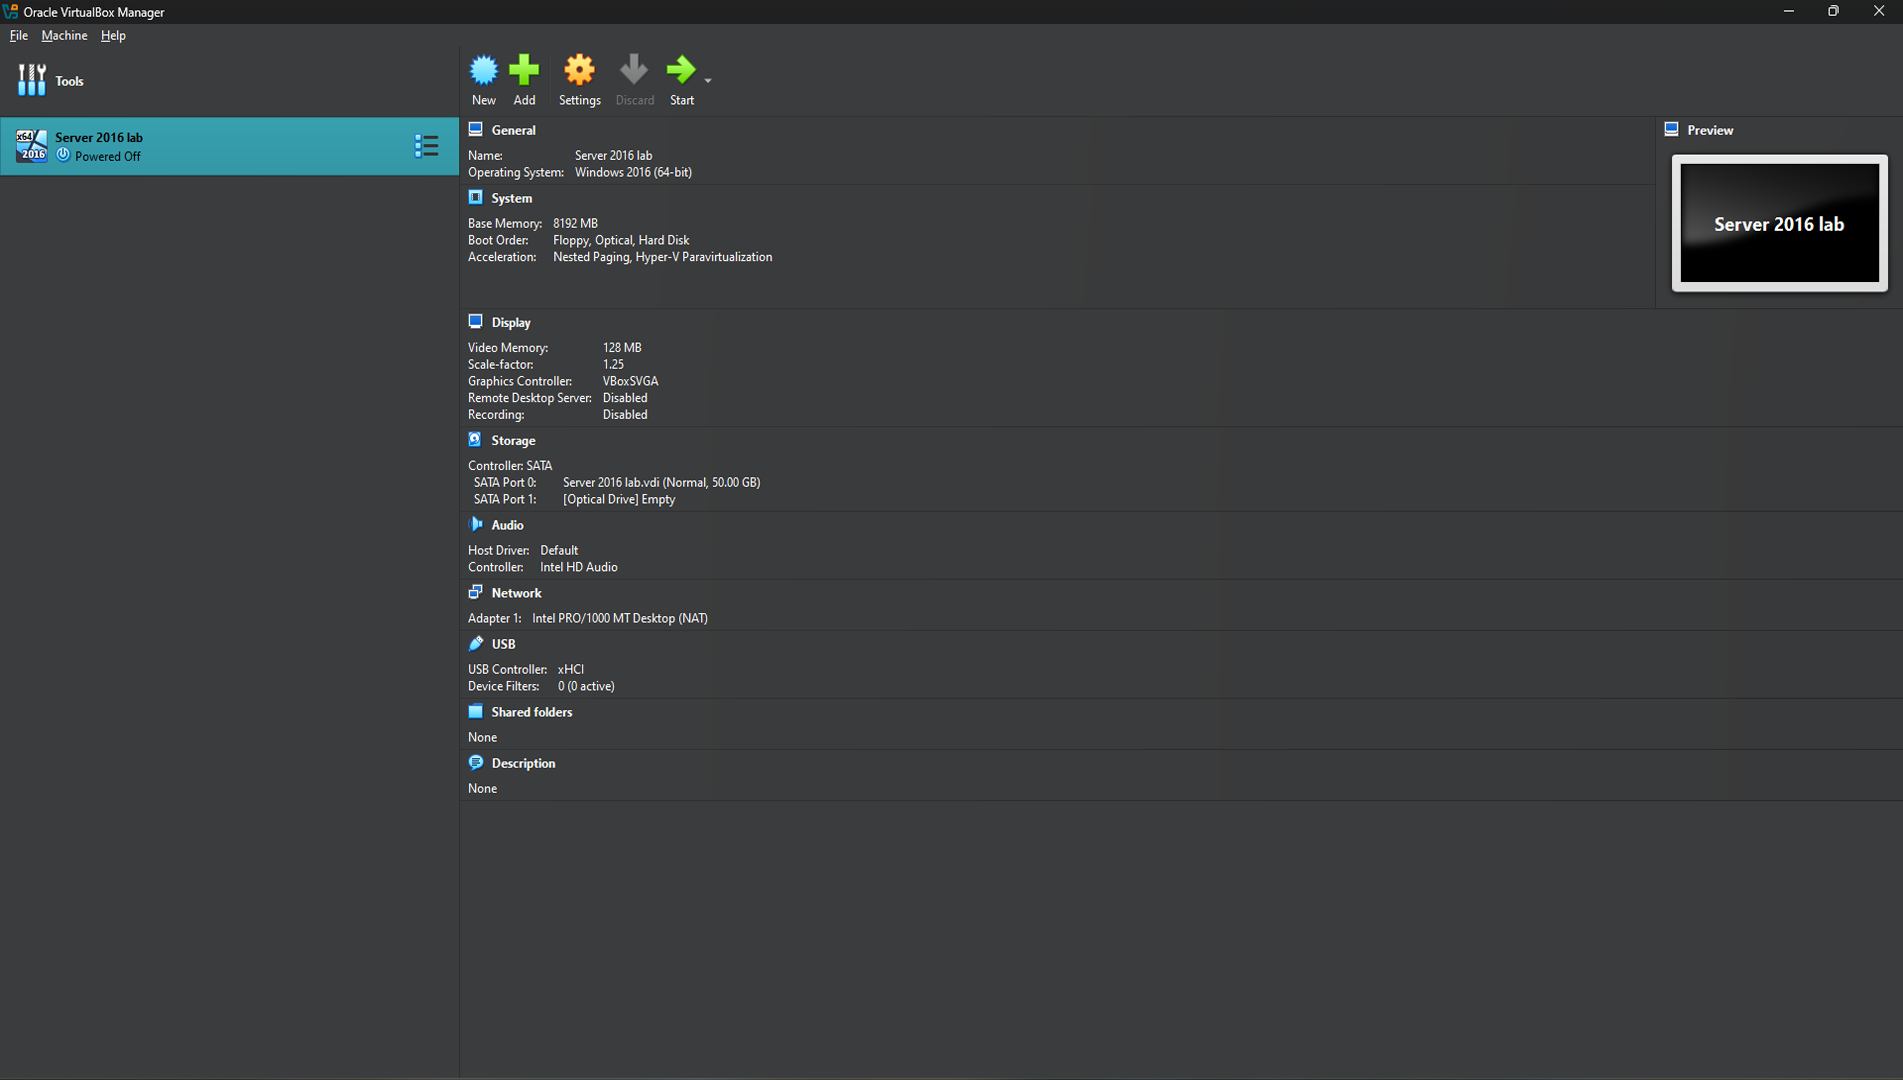 Oracle VirtualBox Manager
File Machine Help
Tools
New Add Settings Discard Start
x64 2016
Server 2016 lab
Powered Off
General
Name: Server 2016 lab
Operating System: Windows 2016 (64-bit)
System
Base Memory: 8192 MB
Boot Order: Floppy, Optical, Hard Disk
Acceleration: Nested Paging, Hyper-V Paravirtualization
Preview
Server 2016 lab
Display
Video Memory: 128 MB
Scale-factor: 1.25
Graphics Controller: VBoxSVGA
Remote Desktop Server: Disabled
Recording: Disabled
Storage
Controller: SATA
SATA Port 0: Server 2016 lab.vdi (Normal, 50.00 GB)
SATA Port 1: [Optical Drive] Empty
Audio
Host Driver: Default
Controller: Intel HD Audio
Network
Adapter 1: Intel PRO/1000 MT Desktop (NAT)
USB
USB Controller: xHCI
Device Filters: 0 (0 active)
Shared folders
None
Description
None